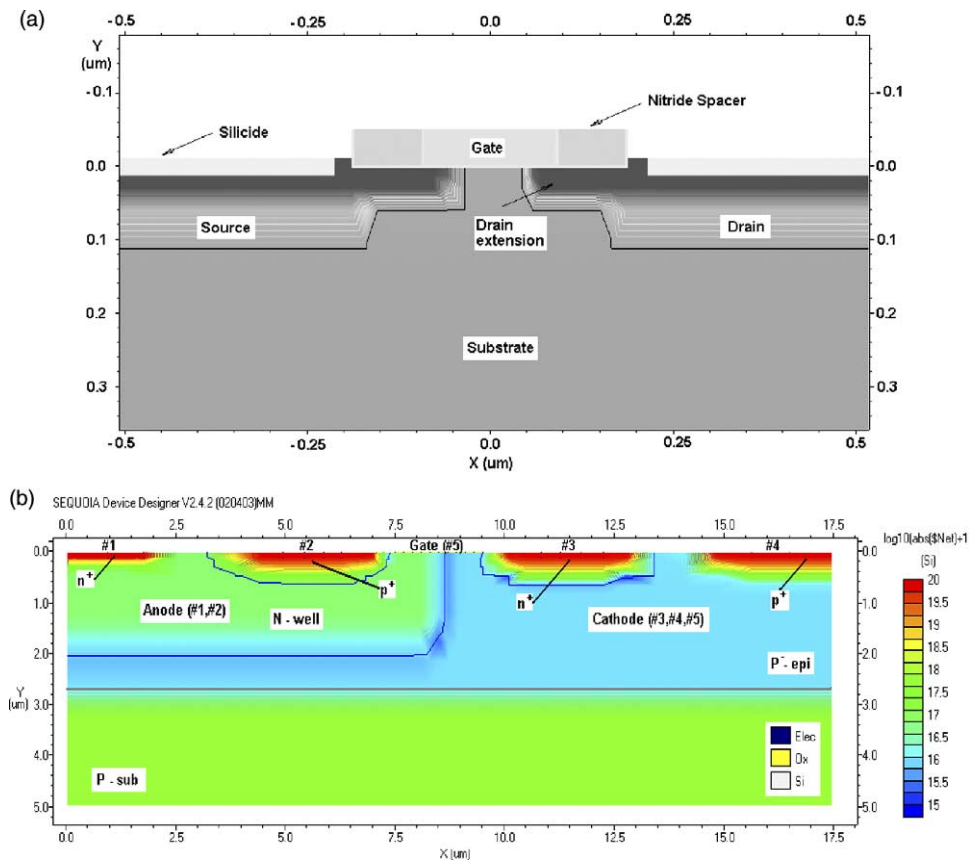 (a)
-0.5 -0.25 0.0 0.25 0.5
Y
(um)
-0.1 -0.1
Nitride Spacer
Silicide
Gate
0.0 0.0
Source
Drain
extension
Drain
0.1 0.1
0.2 0.2
Substrate
0.3 0.3
-0.5 -0.25 0.0 0.25 0.5
X (um)
(b)
SEQUOIA Device Designer V2.4.2 (020403)MM
0.0 2.5 5.0 7.5 10.0 12.5 15.0 17.5
log10(abs($Net)+1
[Si]
#1 #2 Gate (#5) #3 #4
0.0 0.0
n+ p+ n+ p+
Anode (#1,#2)
N - well
Cathode (#3,#4,#5)
1.0 1.0
2.0 2.0
P- - epi
Y
(um)
3.0 3.0
4.0 4.0
P - sub
5.0 5.0
Elec
Ox
Si
20
19.5
19
18.5
18
17.5
17
16.5
16
15.5
15
0.0 2.5 5.0 7.5 10.0 12.5 15.0 17.5
X (um)